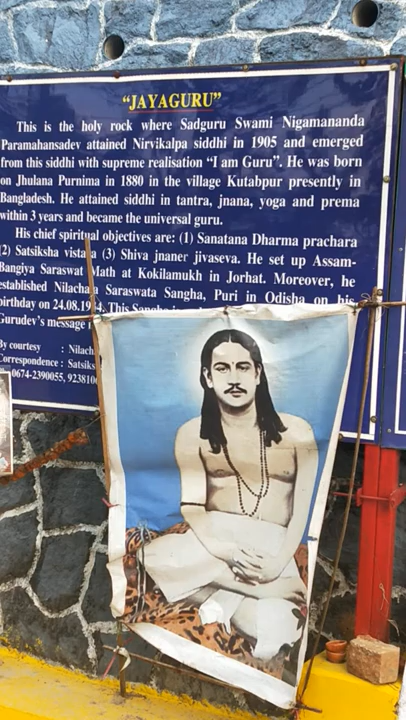 "JAYAGURU"
This is the holy rock where Sadguru Swami Nigamananda
Paramahansadev attained Nirvikalpa siddhi in 1905 and emerged
from this siddhi with supreme realisation "I am Guru". He was born
on Jhulana Purnima in 1880 in the village Kutabpur presently in
Bangladesh. He attained siddhi in tantra, jnana, yoga and prema
within 3 years and became the universal guru.
His chief spiritual objectives are: (1) Sanatana Dharma prachara
(2) Satsiksha vistara (3) Shiva jnaner jivaseva. He set up Assam-
Bangiya Saraswat Math at Kokilamukh in Jorhat. Moreover, he
established Nilachala Saraswata Sangha, Puri in Odisha on his
birthday on 24.08.19 4. This
Gurudev's message
By courtesy :
Correspondence :
0674-2390055,